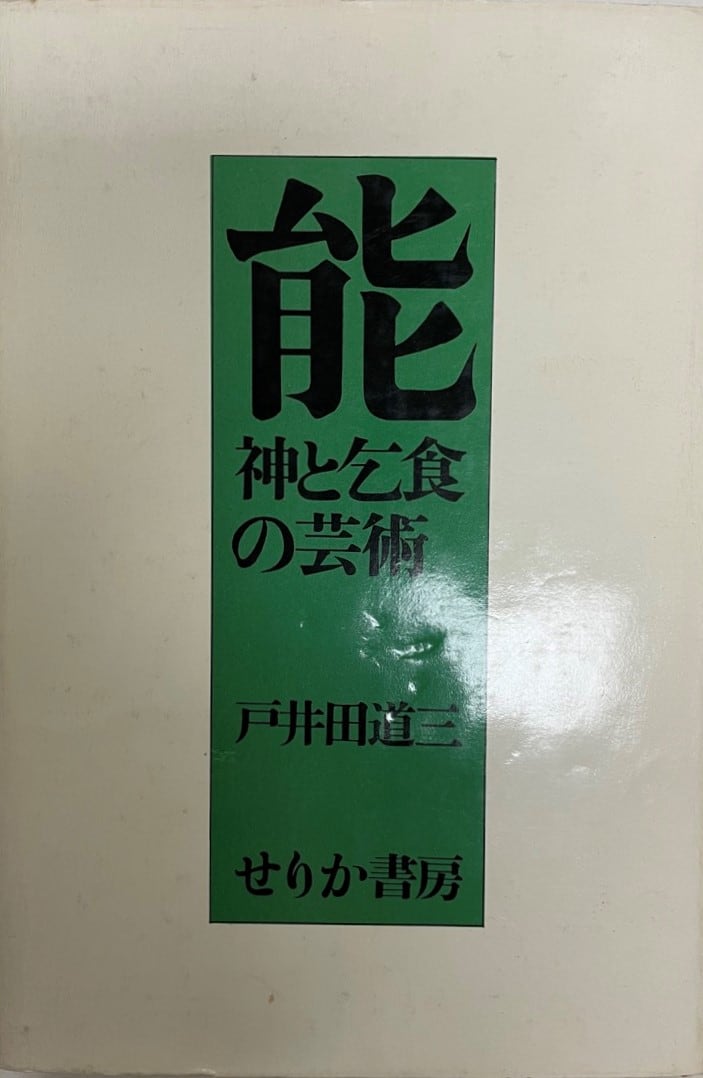 能
神と乞食
の芸術
戸井田道三
せりか書房